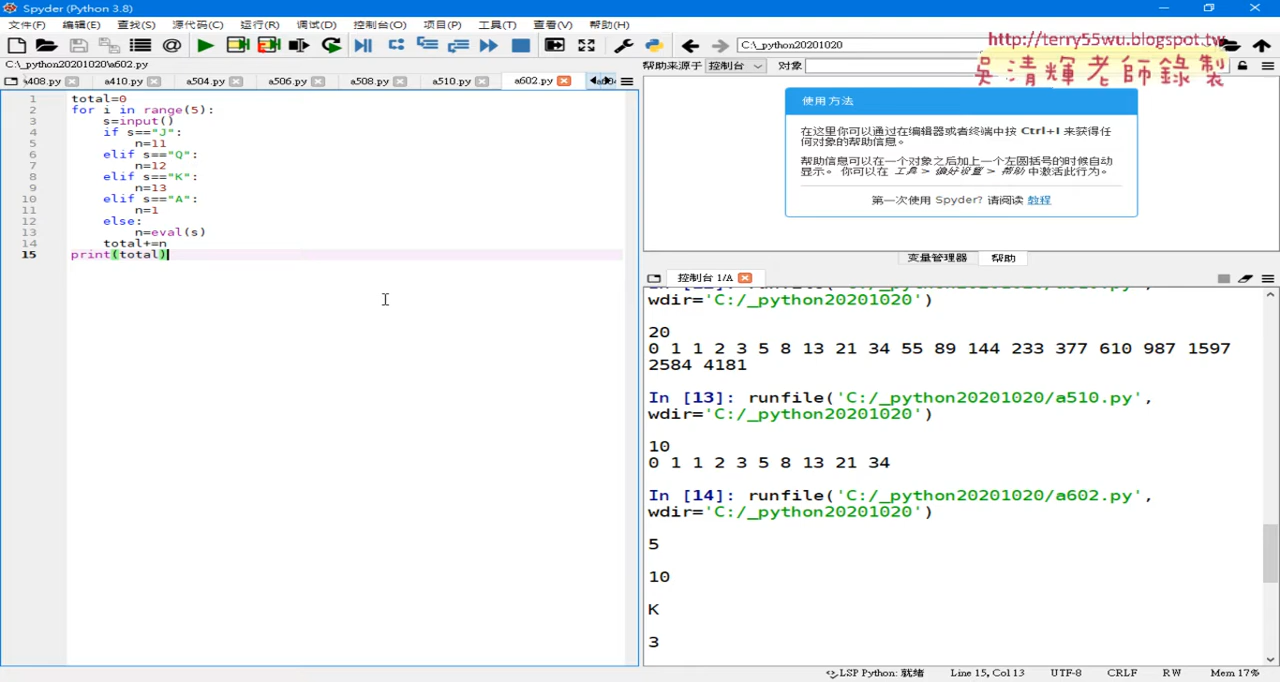 Spyder (Python 3.8)
文件(F) 编辑(E) 查找(S) 源代码(C) 运行(R) 调试(D) 控制台(O) 项目(P) 工具(T) 查看(V) 帮助(H)
C:\_python20201020
http://terry55wu.blogspot.tw
吳清輝老師錄製
C:\_python20201020\a602.py
帮助来源于 控制台 对象
408.py a410.py a504.py a506.py a508.py a510.py a602.py
1 total=0
2 for i in range(5):
3 s=input()
4 if s=="J":
5 n=11
6 elif s=="Q":
7 n=12
8 elif s=="K":
9 n=13
10 elif s=="A":
11 n=1
12 else:
13 n=eval(s)
14 total+=n
15 print(total)
使用方法
在这里你可以通过在编辑器或者终端中按 Ctrl+I 来获得任
何对象的帮助信息。
帮助信息可以在一个对象之后加上一个左圆括号的时候自动
显示。 你可以在 工具 > 偏好设置 > 帮助 中激活此行为。
第一次使用 Spyder? 请阅读 教程
变量管理器 帮助
控制台 1/A
wdir='C:/_python20201020')
20
0 1 1 2 3 5 8 13 21 34 55 89 144 233 377 610 987 1597
2584 4181
In [13]: runfile('C:/_python20201020/a510.py',
wdir='C:/_python20201020')
10
0 1 1 2 3 5 8 13 21 34
In [14]: runfile('C:/_python20201020/a602.py',
wdir='C:/_python20201020')
5
10
K
3
LSP Python: 就绪 Line 15, Col 13 UTF-8 CRLF RW Mem 17%